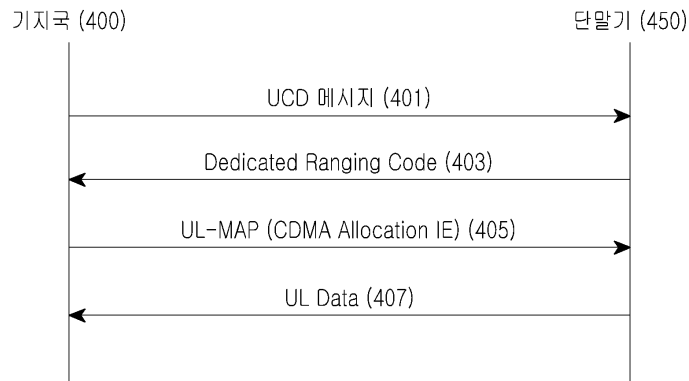 기지국 (400)
단말기 (450)
UCD 메시지 (401)
Dedicated Ranging Code (403)
UL-MAP (CDMA Allocation IE) (405)
UL Data (407)